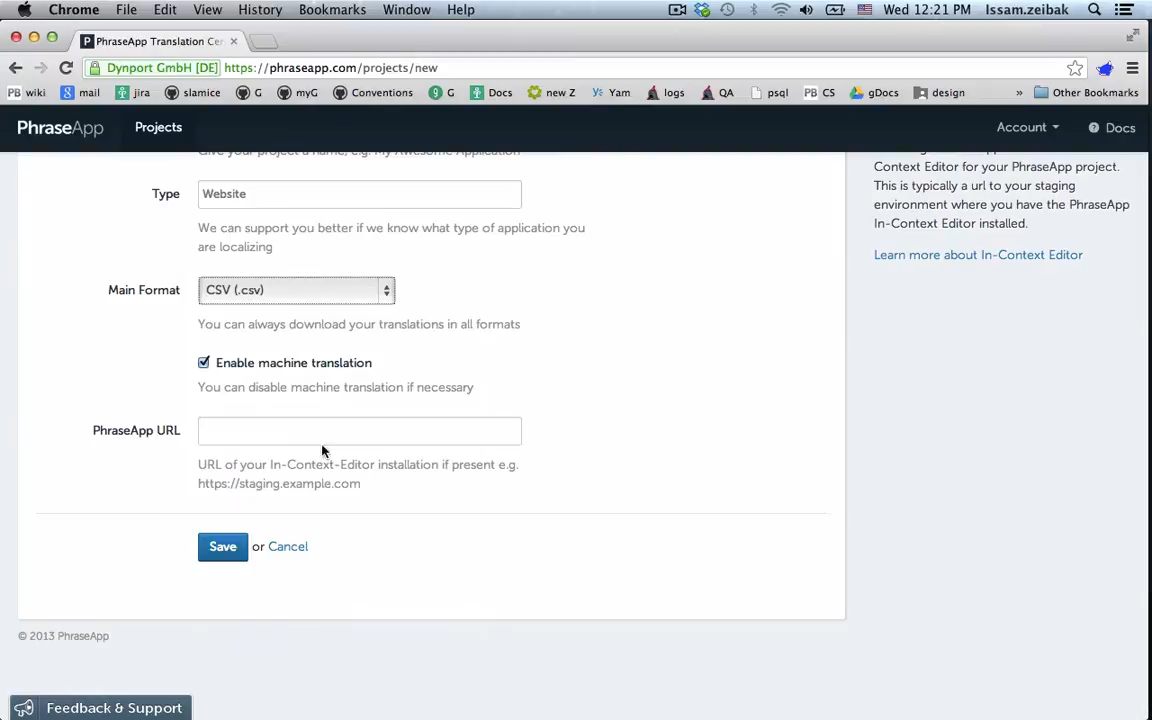 Chrome File Edit View History Bookmarks Window Help Wed 12:21 PM Issam.zeibak
P PhraseApp Translation Cen ×
Dynport GmbH [DE] https://phraseapp.com/projects/new
PB wiki 8 mail jira slamice G myG Conventions G Docs new Z Yam logs QA psql PB CS gDocs design » Other Bookmarks
PhraseApp Projects Account Docs
Give your project a name, e.g. My Awesome Application
Context Editor for your PhraseApp project.
This is typically a url to your staging
environment where you have the PhraseApp
In-Context Editor installed.
Learn more about In-Context Editor
Type Website
We can support you better if we know what type of application you
are localizing
Main Format CSV (.csv)
You can always download your translations in all formats
Enable machine translation
You can disable machine translation if necessary
PhraseApp URL
URL of your In-Context-Editor installation if present e.g.
https://staging.example.com
Save or Cancel
© 2013 PhraseApp
Feedback & Support